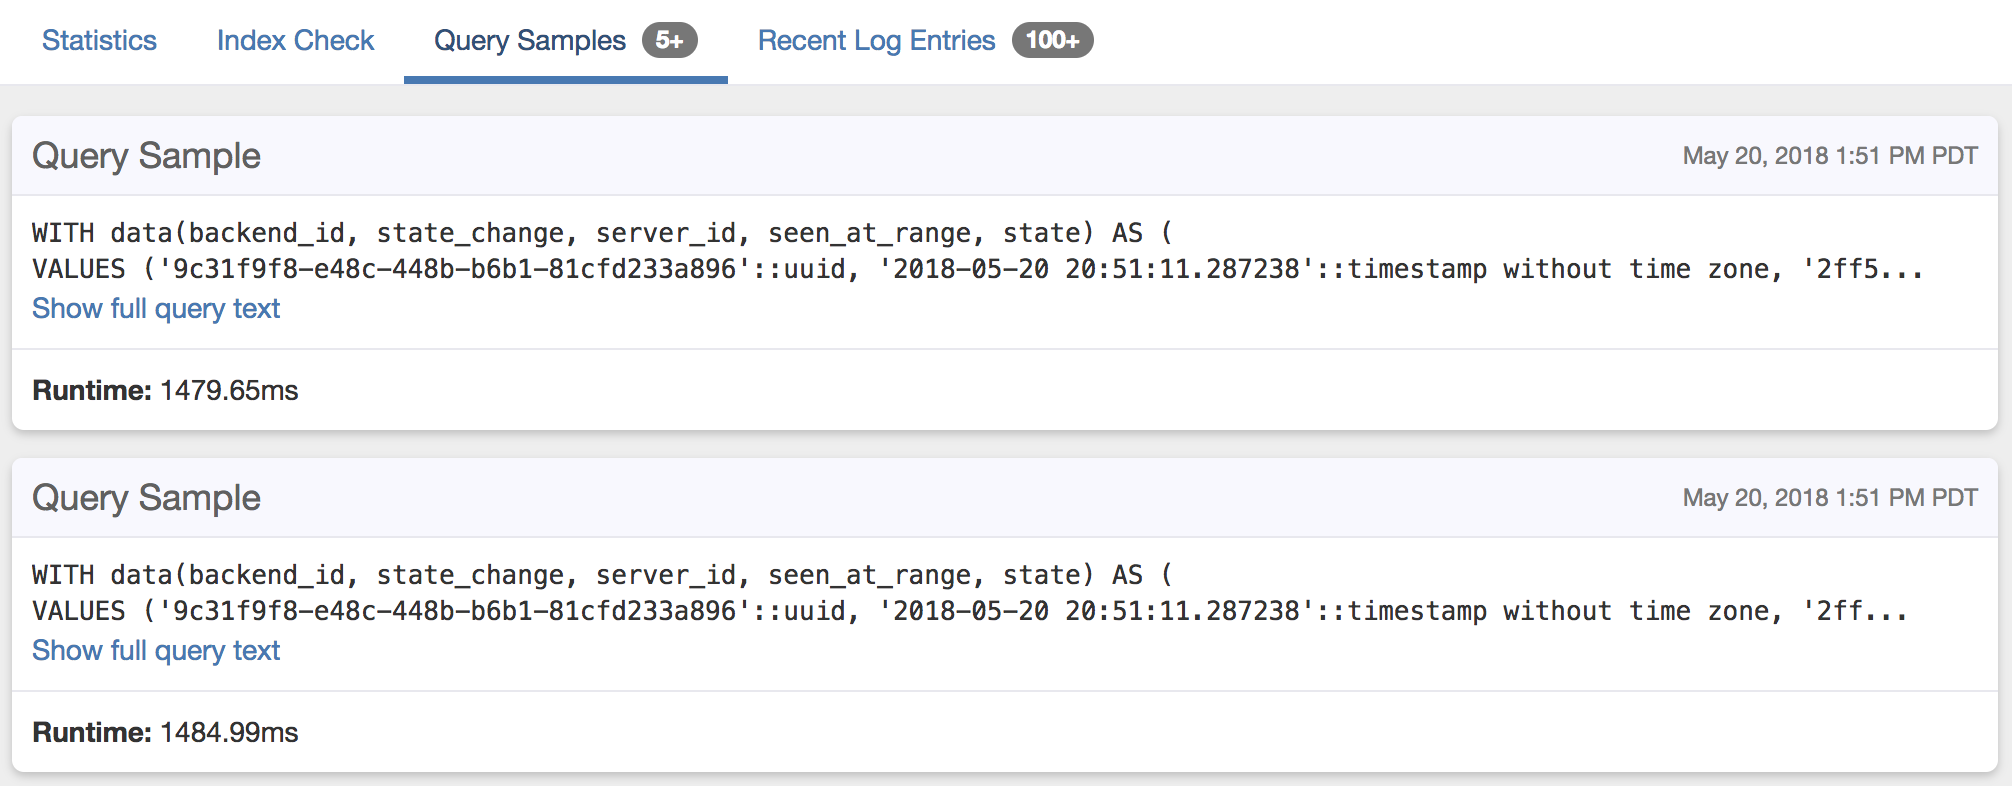 Statistics Index Check Query Samples 5+ Recent Log Entries 100+
Query Sample May 20, 2018 1:51 PM PDT
WITH data(backend_id, state_change, server_id, seen_at_range, state) AS (
VALUES ('9c31f9f8-e48c-448b-b6b1-81cfd233a896'::uuid, '2018-05-20 20:51:11.287238'::timestamp without time zone, '2ff5...
Show full query text
Runtime: 1479.65ms
Query Sample May 20, 2018 1:51 PM PDT
WITH data(backend_id, state_change, server_id, seen_at_range, state) AS (
VALUES ('9c31f9f8-e48c-448b-b6b1-81cfd233a896'::uuid, '2018-05-20 20:51:11.287238'::timestamp without time zone, '2ff...
Show full query text
Runtime: 1484.99ms